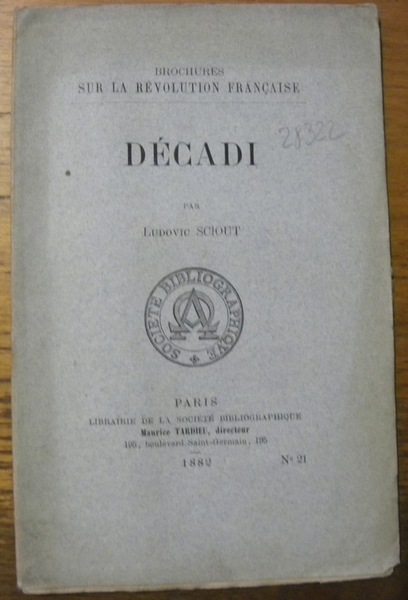 BROCHURES
SUR LA RÉVOLUTION FRANÇAISE
28322
DÉCADI
PAR
LUDOVIC SCIOUT
SOCIÉTÉ BIBLIOGRAPHIQUE
PARIS
LIBRAIRIE DE LA SOCIÉTÉ BIBLIOGRAPHIQUE
Maurice TARDIEU, directeur
195, boulevard Saint-Germain, 195
1882
No 21